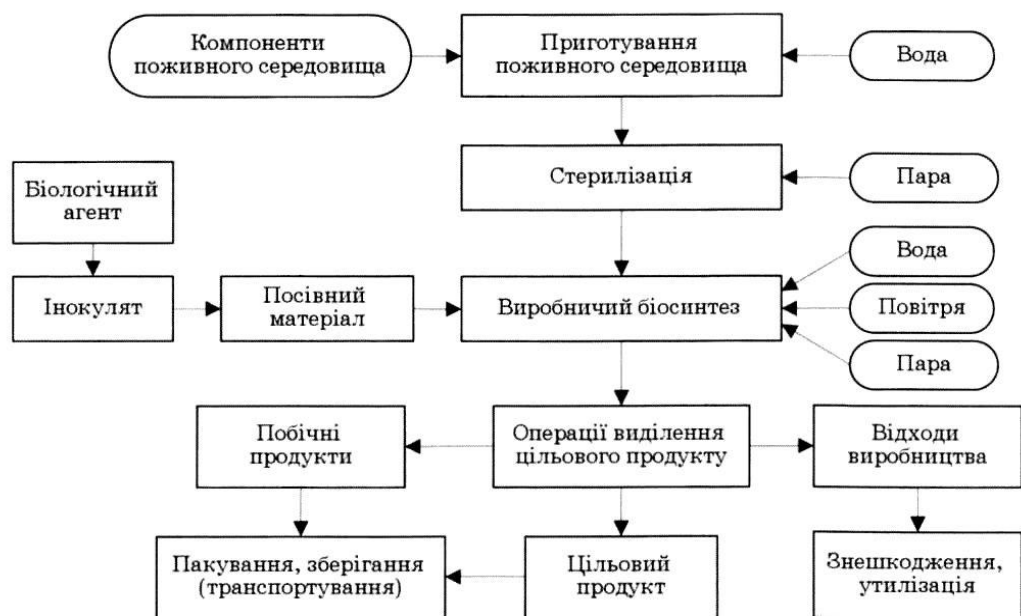 Компоненти
поживного середовища
Приготування
поживного середовища
Вода
Стерилізація
Пара
Біологічний
агент
Інокулят
Посівний
матеріал
Виробничий біосинтез
Вода
Повітря
Пара
Побічні
продукти
Операції виділення
цільового продукту
Відходи
виробництва
Пакування, зберігання
(транспортування)
Цільовий
продукт
Знешкодження,
утилізація